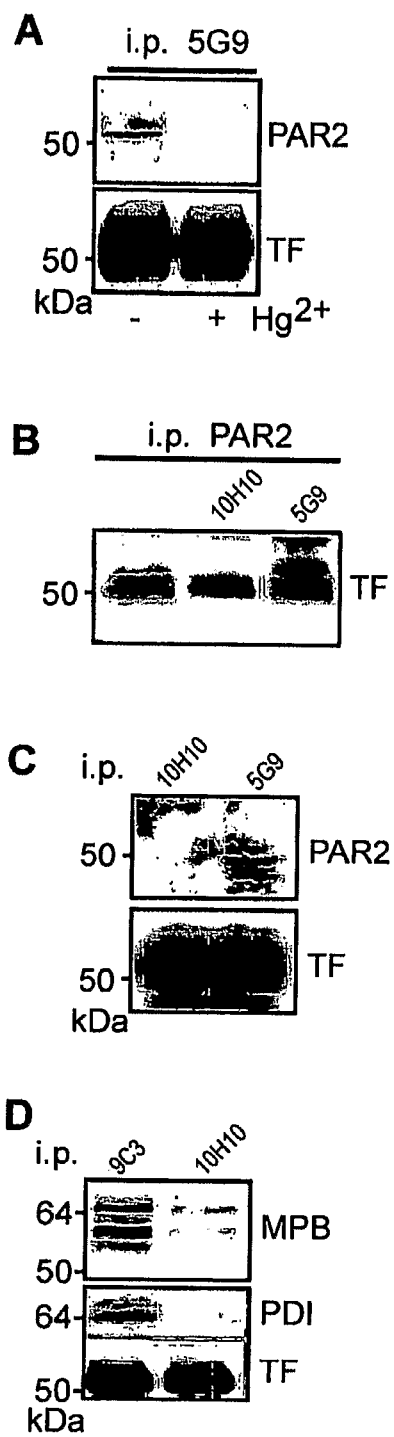 A
i.p. 5G9
50
PAR2
50
TF
kDa
- + Hg2+
B
i.p. PAR2
10H10 5G9
50
TF
C
i.p. 10H10 5G9
50
PAR2
50
TF
kDa
D
i.p. 9C3 10H10
64
MPB
50
64
PDI
TF
50
kDa